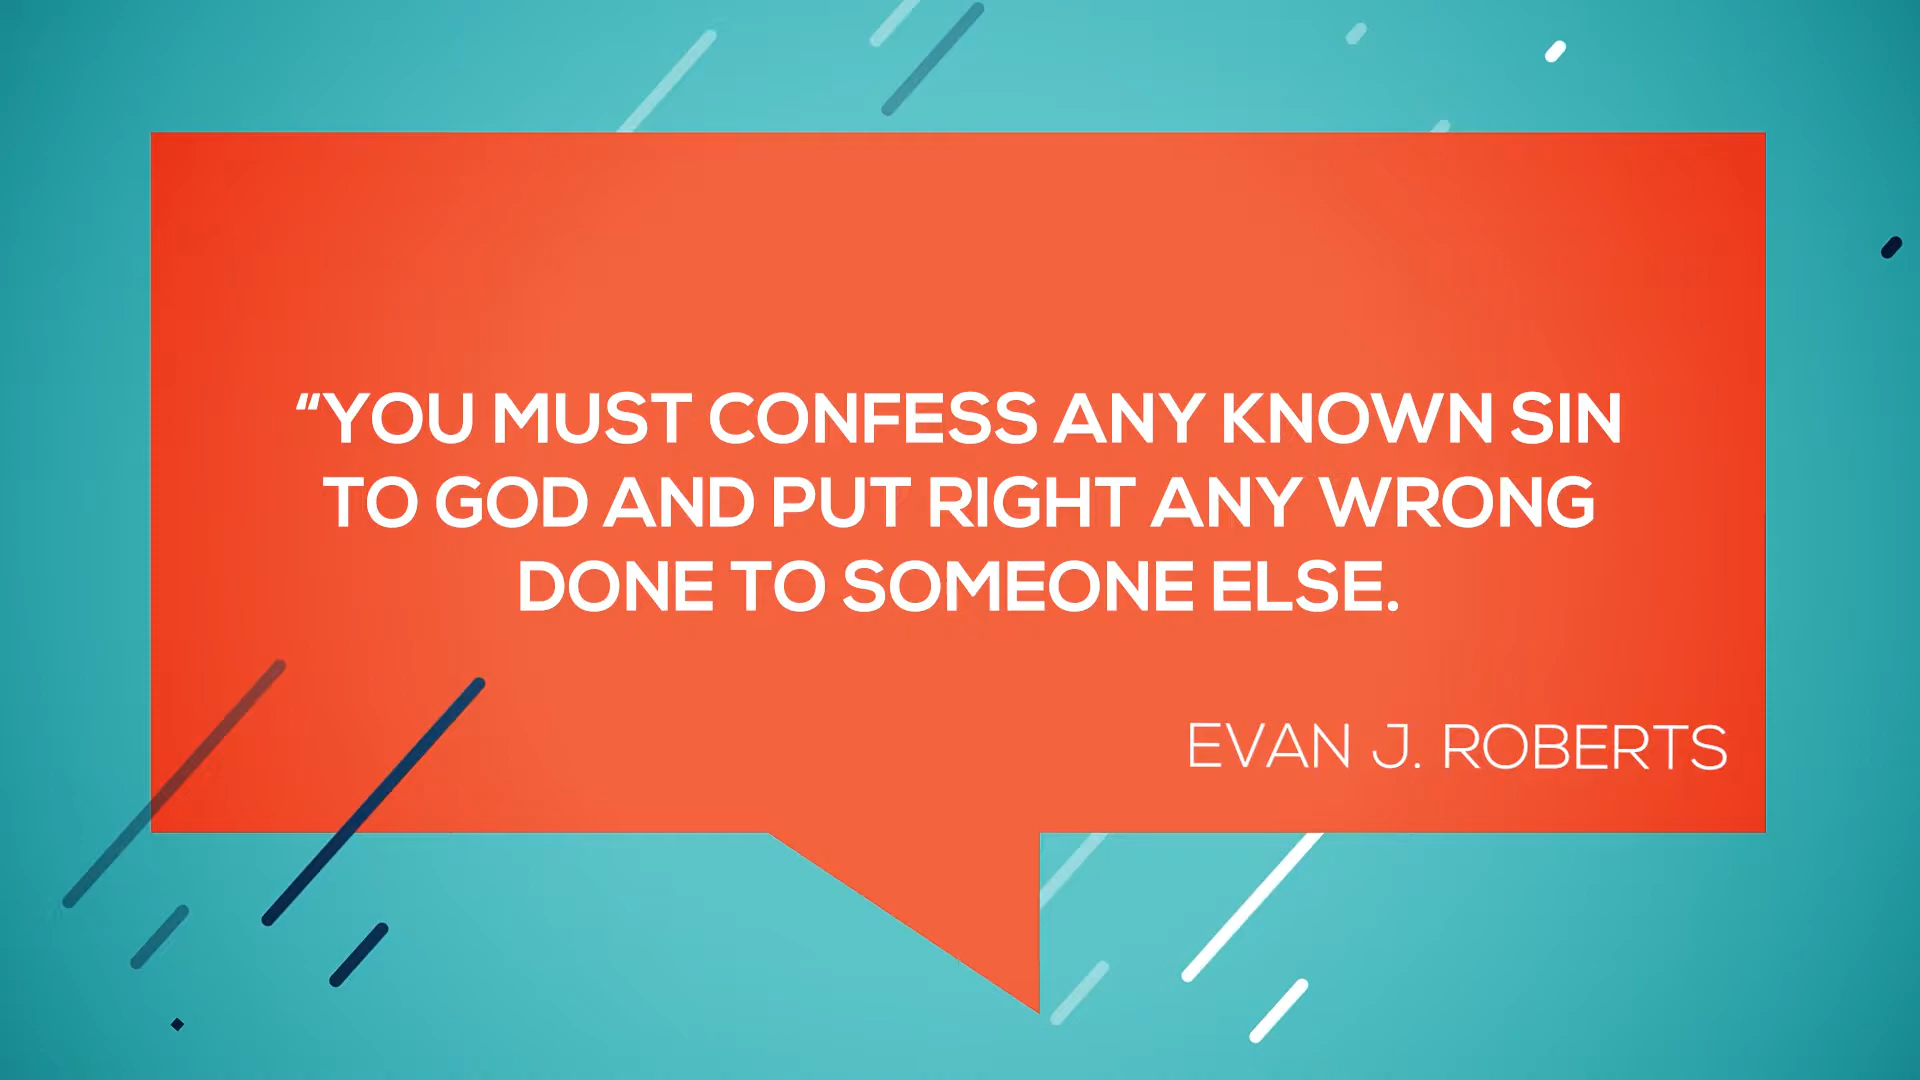 “YOU MUST CONFESS ANY KNOWN SIN
TO GOD AND PUT RIGHT ANY WRONG
DONE TO SOMEONE ELSE.
EVAN J. ROBERTS